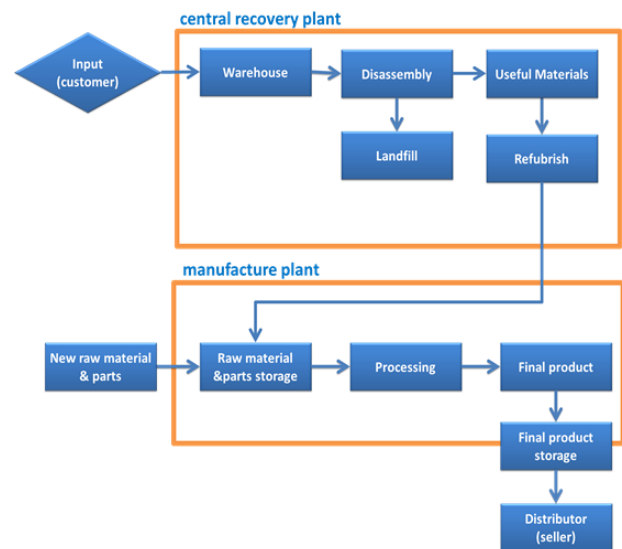 central recovery plant
Input
(customer)
Warehouse
Disassembly
Useful Materials
Landfill
Refubrish
manufacture plant
New raw material
& parts
Raw material
&parts storage
Processing
Final product
Final product
storage
Distributor
(seller)